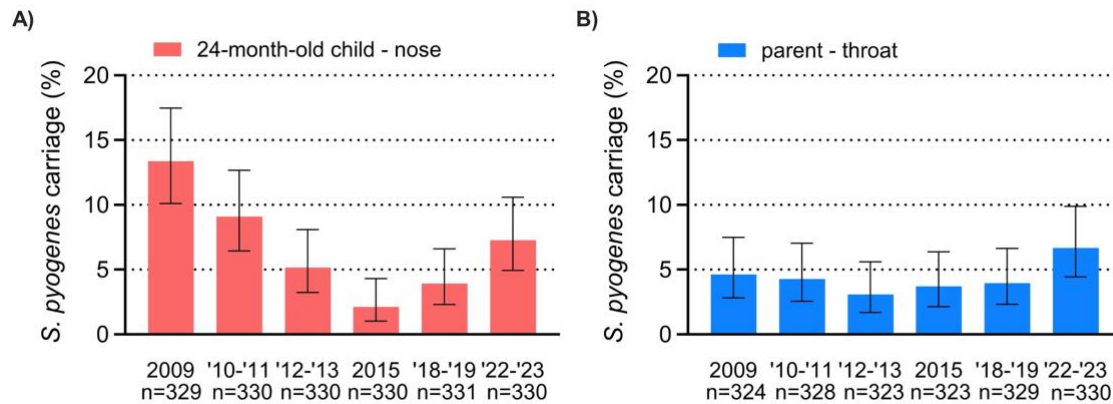 A)
24-month-old child - nose
S. pyogenes carriage (%)
20
15
10
5
0
2009 '10-'11 '12-'13 2015 '18-'19 '22-'23
n=329 n=330 n=330 n=330 n=331 n=330
B)
parent - throat
S. pyogenes carriage (%)
20
15
10
5
0
2009 '10-'11 '12-'13 2015 '18-'19 '22-'23
n=324 n=328 n=323 n=323 n=329 n=330